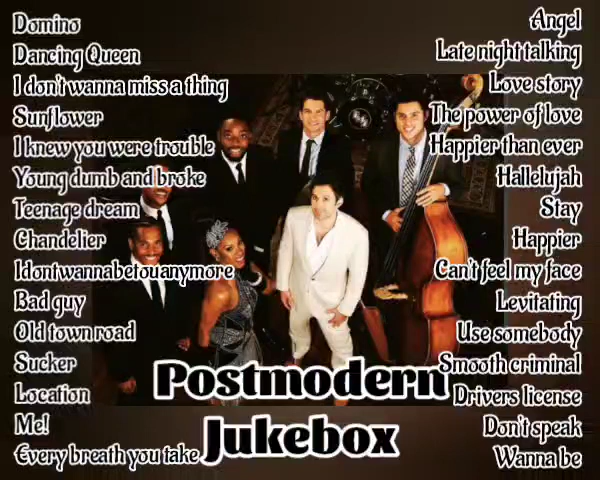 Domino
Dancing Queen
I don't wanna miss a thing
Sunflower
I knew you were trouble
Young dumb and broke
Teenage dream
Chandelier
Idontwannabetouanymore
Bad guy
Old town road
Sucker
Location
Me!
Every breath you take
Angel
Late night talking
Love story
The power of love
Happier than ever
Hallelujah
Stay
Happier
Can't feel my face
Levitating
Use somebody
Smooth criminal
Drivers license
Don't speak
Wanna be
Postmodern
Jukebox